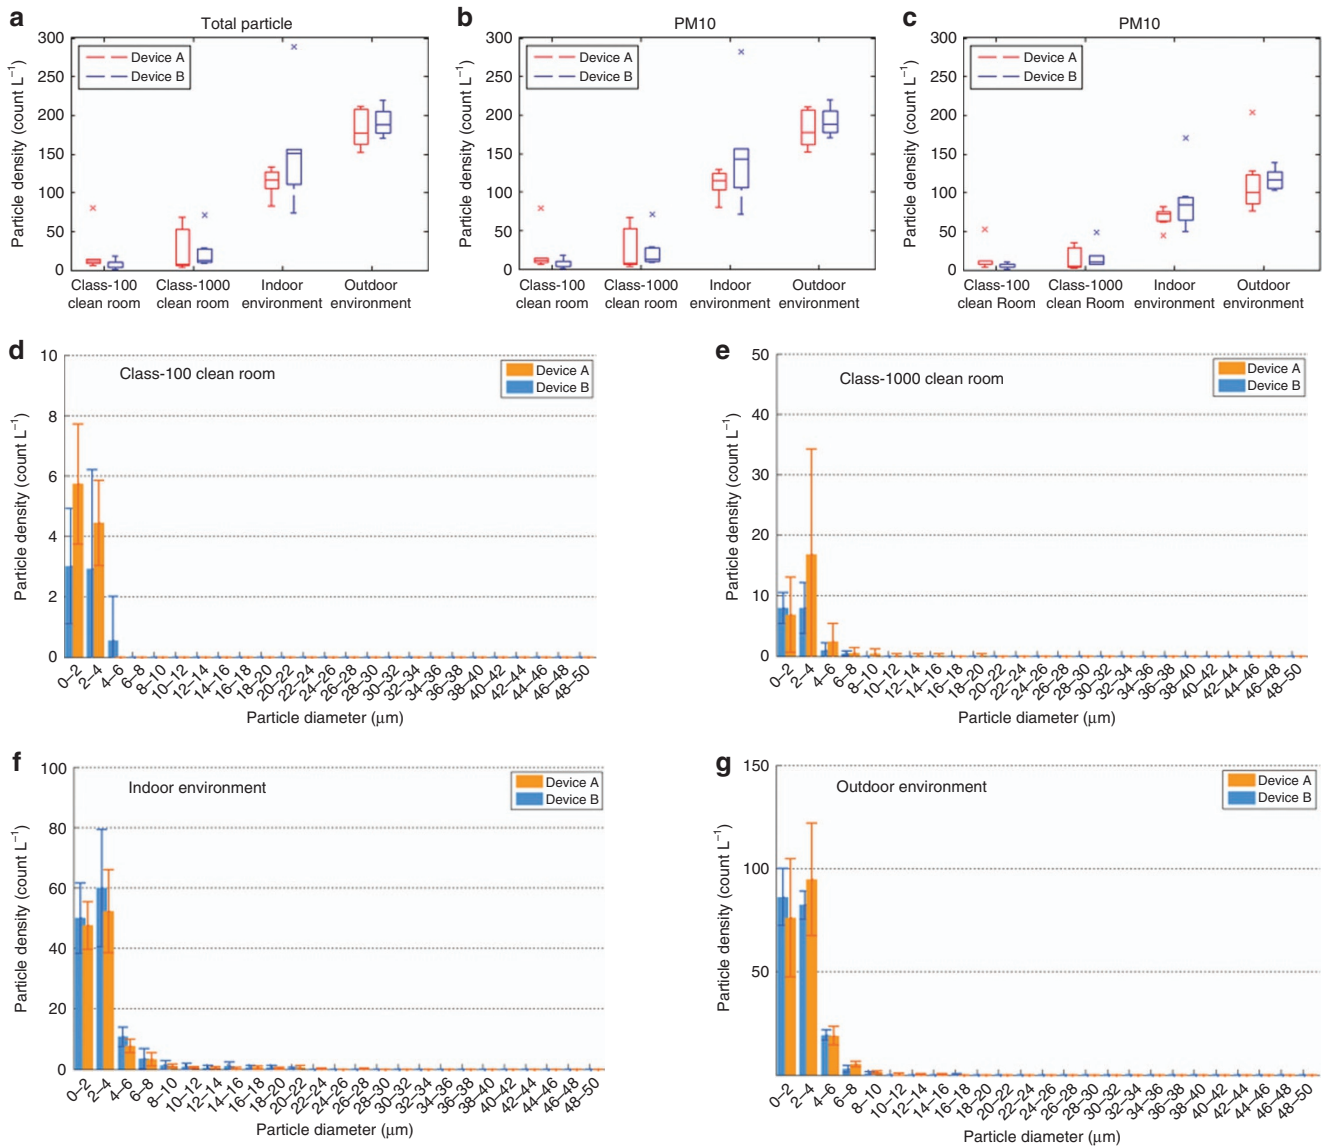 a
Total particle
Particle density (count L⁻¹)
300
250
200
150
100
50
0
Device A
Device B
Class-100
clean room
Class-1000
clean room
Indoor
environment
Outdoor
environment
b
PM10
Particle density (count L⁻¹)
300
250
200
150
100
50
0
Device A
Device B
Class-100
clean room
Class-1000
clean room
Indoor
environment
Outdoor
environment
c
PM10
Particle density (count L⁻¹)
300
250
200
150
100
50
0
Device A
Device B
Class-100
clean Room
Class-1000
clean Room
Indoor
environment
Outdoor
environment
d
Class-100 clean room
Device A
Device B
Particle density (count L⁻¹)
10
8
6
4
2
0
0–2
2–4
4–6
6–8
8–10
10–12
12–14
14–16
16–18
18–20
20–22
22–24
24–26
26–28
28–30
30–32
32–34
34–36
36–38
38–40
40–42
42–44
44–46
46–48
48–50
Particle diameter (μm)
e
Class-1000 clean room
Device A
Device B
Particle density (count L⁻¹)
50
40
30
20
10
0
0–2
2–4
4–6
6–8
8–10
10–12
12–14
14–16
16–18
18–20
20–22
22–24
24–26
26–28
28–30
30–32
32–34
34–36
36–38
38–40
40–42
42–44
44–46
46–48
48–50
Particle diameter (μm)
f
Indoor environment
Device A
Device B
Particle density (count L⁻¹)
100
80
60
40
20
0
0–2
2–4
4–6
6–8
8–10
10–12
12–14
14–16
16–18
18–20
20–22
22–24
24–26
26–28
28–30
30–32
32–34
34–36
36–38
38–40
40–42
42–44
44–46
46–48
48–50
Particle diameter (μm)
g
Outdoor environment
Device A
Device B
Particle density (count L⁻¹)
150
100
50
0–2
2–4
4–6
6–8
8–10
10–12
12–14
14–16
16–18
18–20
20–22
22–24
24–26
26–28
28–30
30–32
32–34
34–36
36–38
38–40
40–42
42–44
44–46
46–48
48–50
Particle diameter (μm)